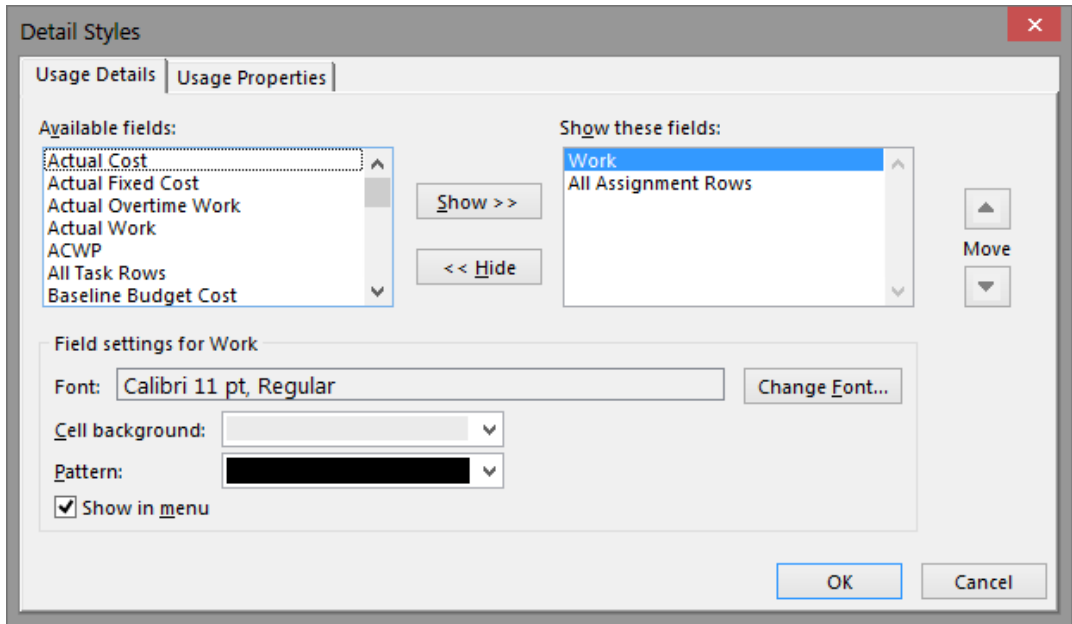 Detail Styles
Usage Details
Usage Properties
Available fields:
Actual Cost
Actual Fixed Cost
Actual Overtime Work
Actual Work
ACWP
All Task Rows
Baseline Budget Cost
Show >>
<< Hide
Show these fields:
Work
All Assignment Rows
Move
Field settings for Work
Font: Calibri 11 pt, Regular
Change Font...
Cell background:
Pattern:
Show in menu
OK
Cancel